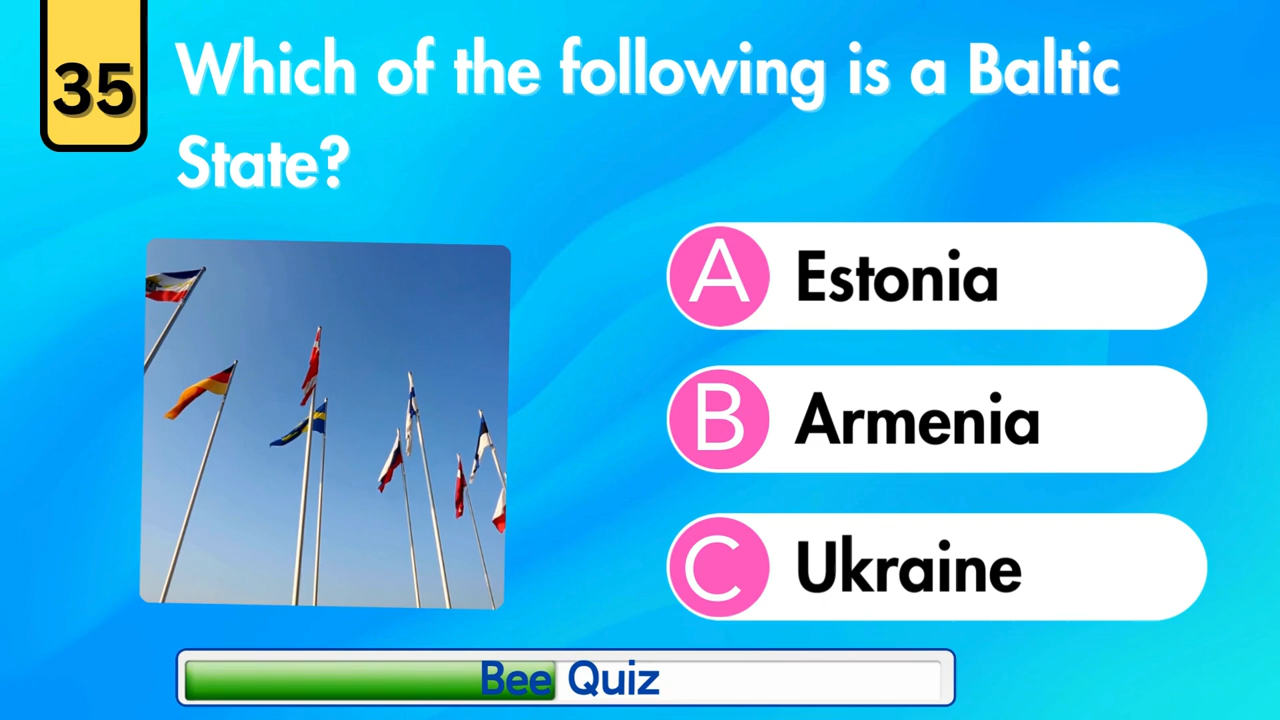 35
Which of the following is a Baltic
State?
A Estonia
B Armenia
C Ukraine
Bee Quiz